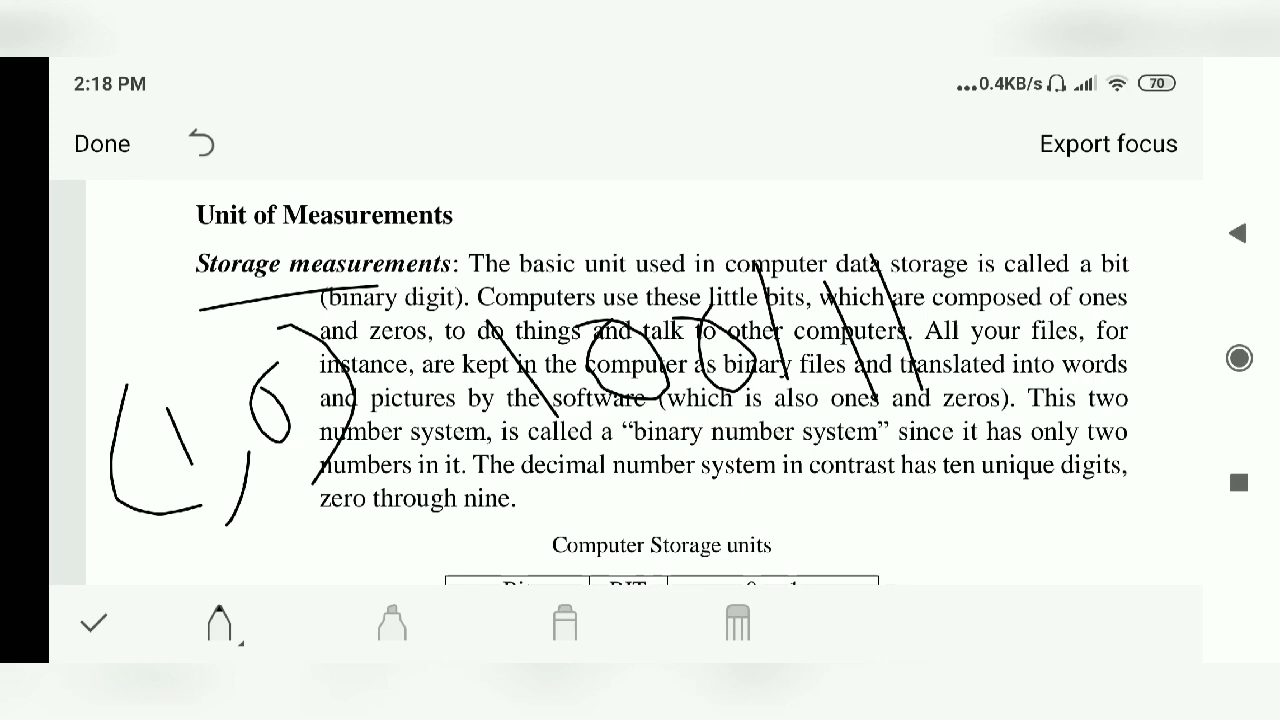 2:18 PM
...0.4KB/s
70
Done
Export focus
Unit of Measurements
Storage measurements: The basic unit used in computer data storage is called a bit
(binary digit). Computers use these little bits, which are composed of ones
and zeros, to do things and talk to other computers. All your files, for
instance, are kept in the computer as binary files and translated into words
and pictures by the software (which is also ones and zeros). This two
number system, is called a “binary number system” since it has only two
numbers in it. The decimal number system in contrast has ten unique digits,
zero through nine.
100111
(1,0)
Computer Storage units